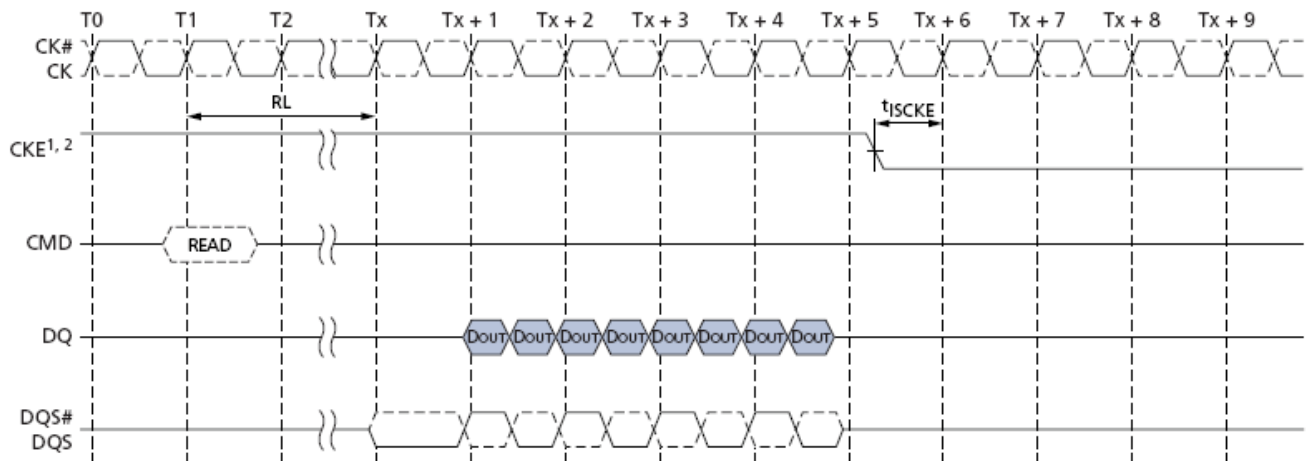 T0 T1 T2 Tx Tx + 1 Tx + 2 Tx + 3 Tx + 4 Tx + 5 Tx + 6 Tx + 7 Tx + 8 Tx + 9
CK#
CK
RL
tISCKE
CKE1, 2
CMD READ
DQ DOUT DOUT DOUT DOUT DOUT DOUT DOUT DOUT
DQS#
DQS